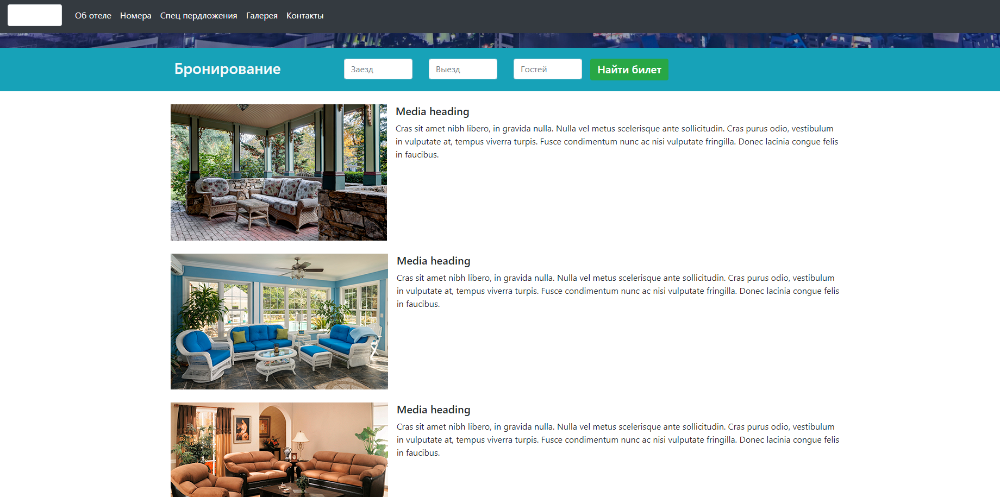 Об отеле Номера Спец пердложения Галерея Контакты
Бронирование Заезд Выезд Гостей Найти билет
Media heading
Cras sit amet nibh libero, in gravida nulla. Nulla vel metus scelerisque ante sollicitudin. Cras purus odio, vestibulum
in vulputate at, tempus viverra turpis. Fusce condimentum nunc ac nisi vulputate fringilla. Donec lacinia congue felis
in faucibus.
Media heading
Cras sit amet nibh libero, in gravida nulla. Nulla vel metus scelerisque ante sollicitudin. Cras purus odio, vestibulum
in vulputate at, tempus viverra turpis. Fusce condimentum nunc ac nisi vulputate fringilla. Donec lacinia congue felis
in faucibus.
Media heading
Cras sit amet nibh libero, in gravida nulla. Nulla vel metus scelerisque ante sollicitudin. Cras purus odio, vestibulum
in vulputate at, tempus viverra turpis. Fusce condimentum nunc ac nisi vulputate fringilla. Donec lacinia congue felis
in faucibus.